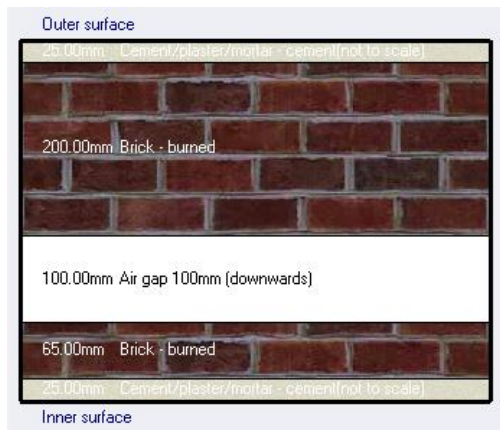 Outer surface
25.00mm Cement/plaster/mortar - cement(not to scale)
200.00mm Brick - burned
100.00mm Air gap 100mm (downwards)
65.00mm Brick - burned
25.00mm Cement/plaster/mortar - cement(not to scale)
Inner surface